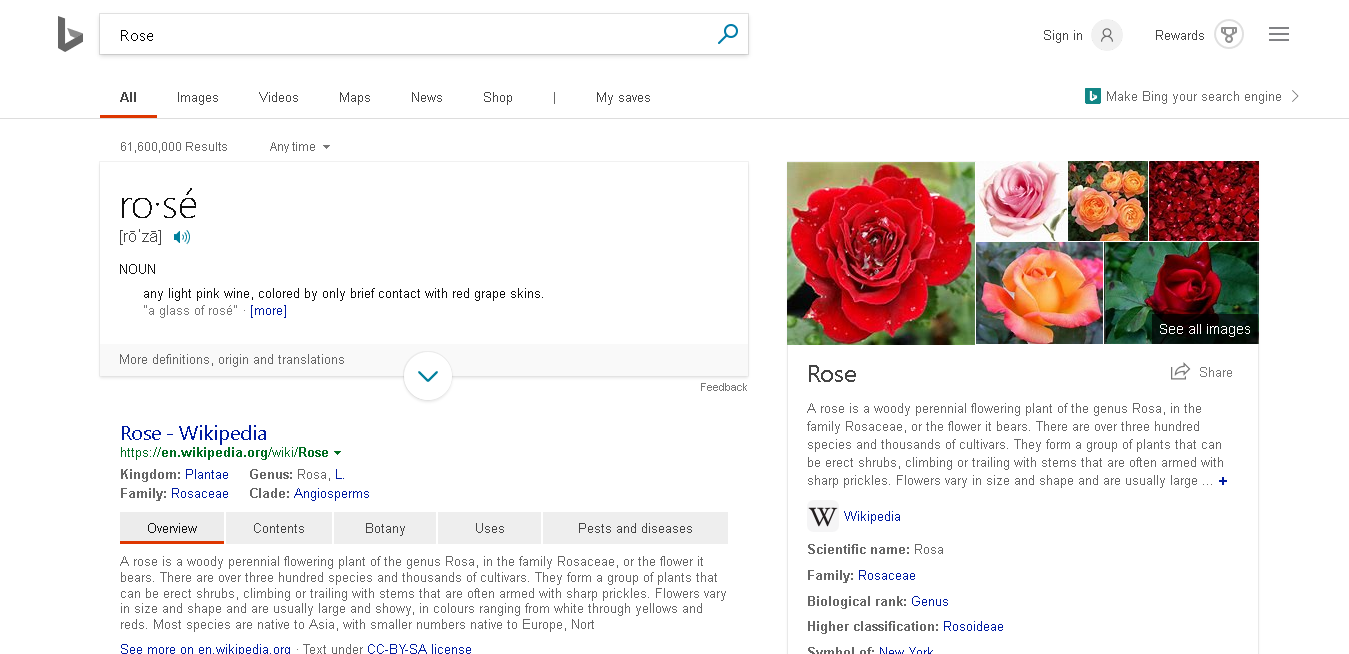 Rose
Sign in
Rewards
All Images Videos Maps News Shop | My saves
Make Bing your search engine
61,600,000 Results Any time
ro·sé
[rōˈzā]
NOUN
any light pink wine, colored by only brief contact with red grape skins.
"a glass of rosé" · [more]
More definitions, origin and translations
Feedback
Rose - Wikipedia
https://en.wikipedia.org/wiki/Rose
Kingdom: Plantae Genus: Rosa, L.
Family: Rosaceae Clade: Angiosperms
Overview Contents Botany Uses Pests and diseases
A rose is a woody perennial flowering plant of the genus Rosa, in the family Rosaceae, or the flower it
bears. There are over three hundred species and thousands of cultivars. They form a group of plants that
can be erect shrubs, climbing or trailing with stems that are often armed with sharp prickles. Flowers vary
in size and shape and are usually large and showy, in colours ranging from white through yellows and
reds. Most species are native to Asia, with smaller numbers native to Europe, Nort
See more on en.wikipedia.org · Text under CC-BY-SA license
See all images
Rose
Share
A rose is a woody perennial flowering plant of the genus Rosa, in the
family Rosaceae, or the flower it bears. There are over three hundred
species and thousands of cultivars. They form a group of plants that can
be erect shrubs, climbing or trailing with stems that are often armed with
sharp prickles. Flowers vary in size and shape and are usually large ... +
W Wikipedia
Scientific name: Rosa
Family: Rosaceae
Biological rank: Genus
Higher classification: Rosoideae
Symbol of: New York